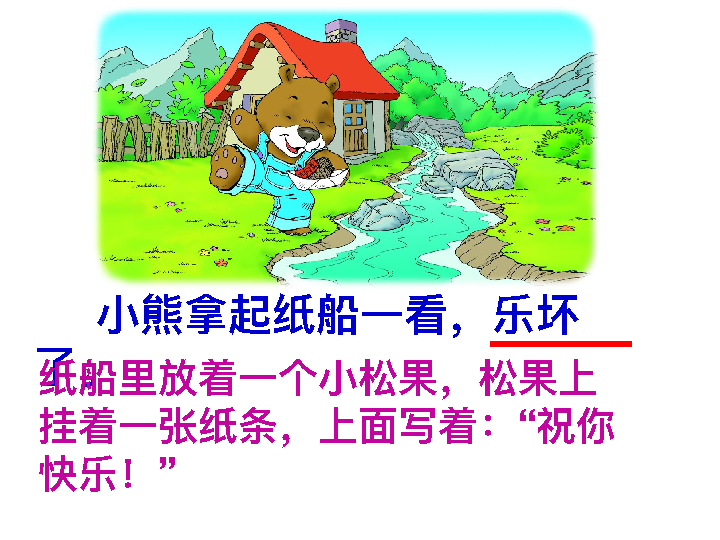 小熊拿起纸船一看，乐坏
了。
纸船里放着一个小松果，松果上
挂着一张纸条，上面写着：“祝你
快乐！”